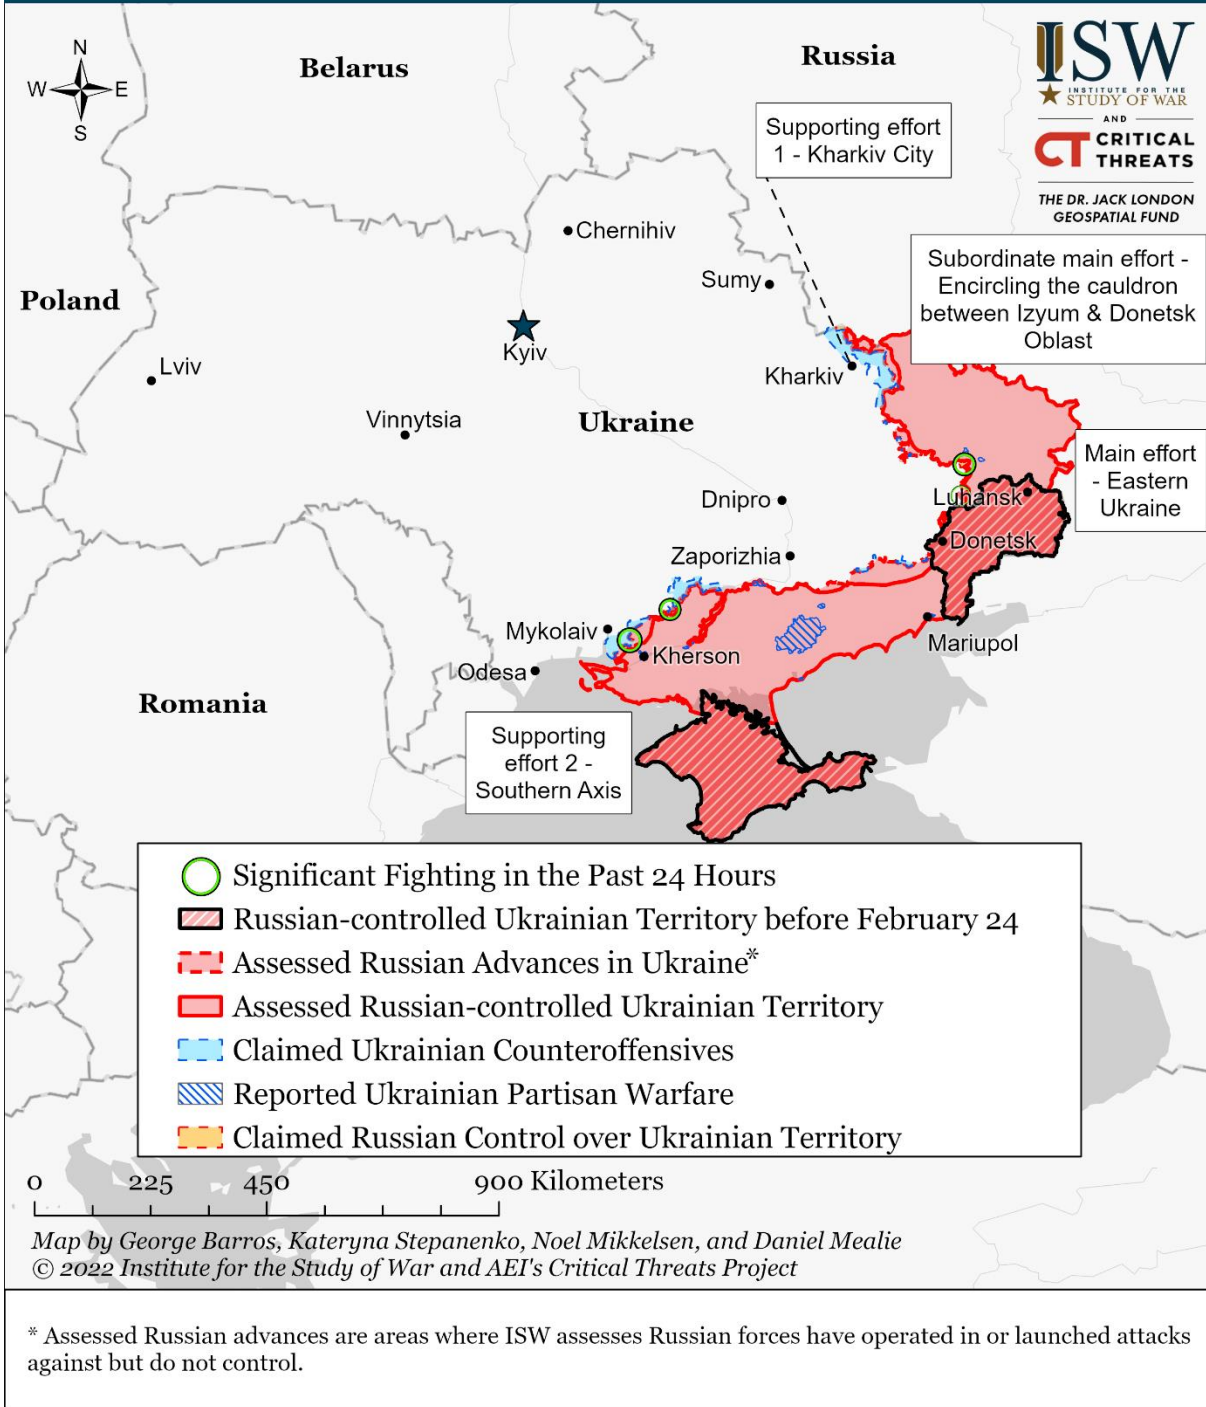 N
W
E
S
Belarus
Russia
ISW
INSTITUTE FOR THE
STUDY OF WAR
AND
CT CRITICAL
THREATS
THE DR. JACK LONDON
GEOSPATIAL FUND
Supporting effort
1 - Kharkiv City
Chernihiv
Subordinate main effort -
Encircling the cauldron
between Izyum & Donetsk
Oblast
Sumy
Poland
Kyiv
Lviv
Kharkiv
Vinnytsia
Ukraine
Main effort
- Eastern
Ukraine
Dnipro
Luhansk
Donetsk
Zaporizhia
Mykolaiv
Mariupol
Kherson
Odesa
Romania
Supporting
effort 2 -
Southern Axis
Significant Fighting in the Past 24 Hours
Russian-controlled Ukrainian Territory before February 24
Assessed Russian Advances in Ukraine*
Assessed Russian-controlled Ukrainian Territory
Claimed Ukrainian Counteroffensives
Reported Ukrainian Partisan Warfare
Claimed Russian Control over Ukrainian Territory
0 225 450 900 Kilometers
Map by George Barros, Kateryna Stepanenko, Noel Mikkelsen, and Daniel Mealie
© 2022 Institute for the Study of War and AEI's Critical Threats Project
* Assessed Russian advances are areas where ISW assesses Russian forces have operated in or launched attacks
against but do not control.